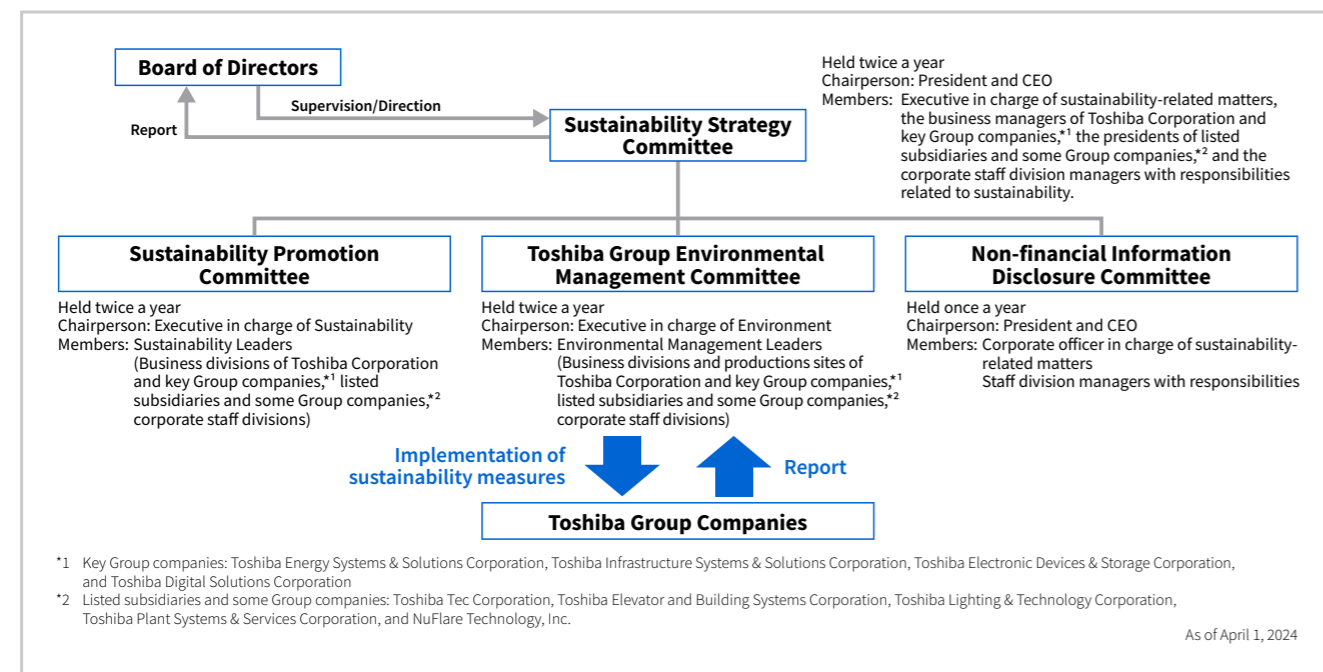 Board of Directors
Supervision/Direction
Report
Sustainability Strategy
Committee
Held twice a year
Chairperson: President and CEO
Members: Executive in charge of sustainability-related matters,
the business managers of Toshiba Corporation and
key Group companies,*1 the presidents of listed
subsidiaries and some Group companies,*2 and the
corporate staff division managers with responsibilities
related to sustainability.
Sustainability Promotion
Committee
Held twice a year
Chairperson: Executive in charge of Sustainability
Members: Sustainability Leaders
(Business divisions of Toshiba Corporation
and key Group companies,*1 listed
subsidiaries and some Group companies,*2
corporate staff divisions)
Toshiba Group Environmental
Management Committee
Held twice a year
Chairperson: Executive in charge of Environment
Members: Environmental Management Leaders
(Business divisions and productions sites of
Toshiba Corporation and key Group companies,*1
listed subsidiaries and some Group companies,*2
corporate staff divisions)
Non-financial Information
Disclosure Committee
Held once a year
Chairperson: President and CEO
Members: Corporate officer in charge of sustainability-
related matters
Staff division managers with responsibilities
Implementation of
sustainability measures
Report
Toshiba Group Companies
*1 Key Group companies: Toshiba Energy Systems & Solutions Corporation, Toshiba Infrastructure Systems & Solutions Corporation, Toshiba Electronic Devices & Storage Corporation,
and Toshiba Digital Solutions Corporation
*2 Listed subsidiaries and some Group companies: Toshiba Tec Corporation, Toshiba Elevator and Building Systems Corporation, Toshiba Lighting & Technology Corporation,
Toshiba Plant Systems & Services Corporation, and NuFlare Technology, Inc.
As of April 1, 2024